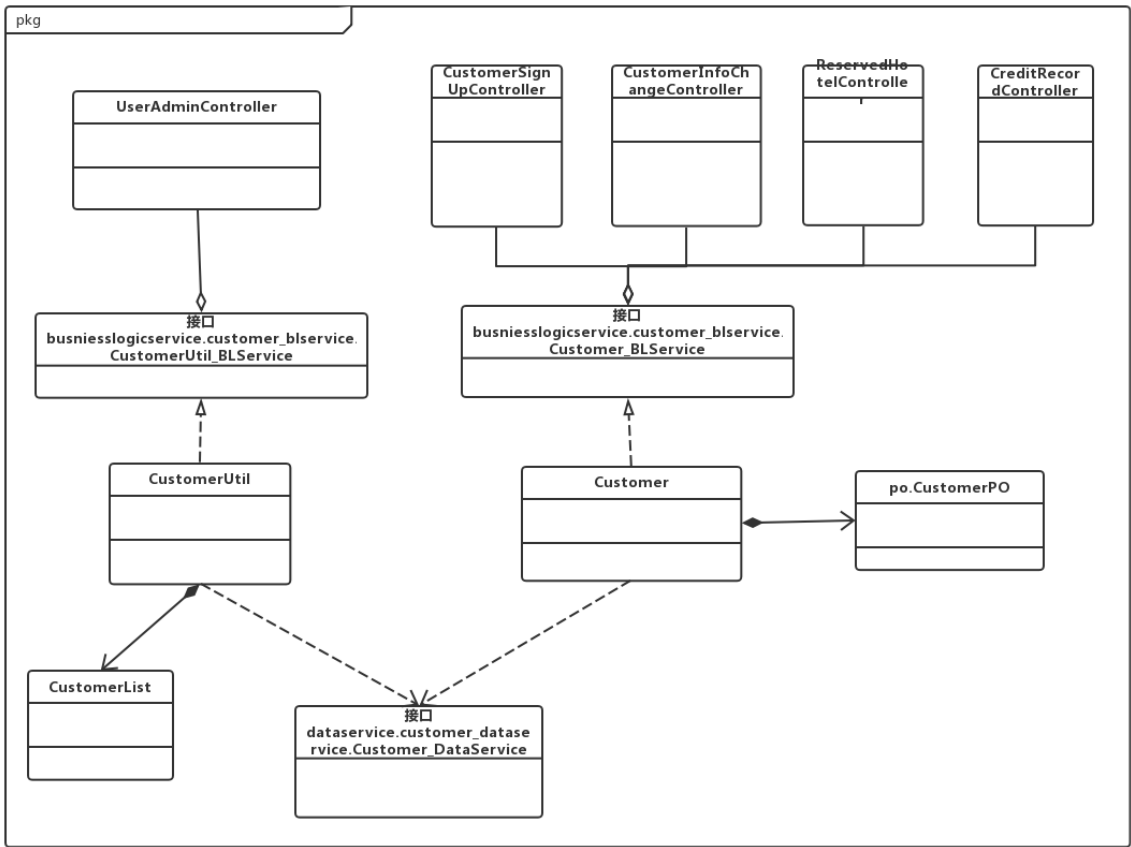 pkg
UserAdminController
CustomerSign
UpController
CustomerInfoCh
angeController
ReservedHo
telControlle
r
CreditRecor
dController
接口
busniesslogicservice.customer_blservice.
CustomerUtil_BLService
接口
busniesslogicservice.customer_blservice.
Customer_BLService
CustomerUtil
Customer
po.CustomerPO
CustomerList
接口
dataservice.customer_datase
rvice.Customer_DataService